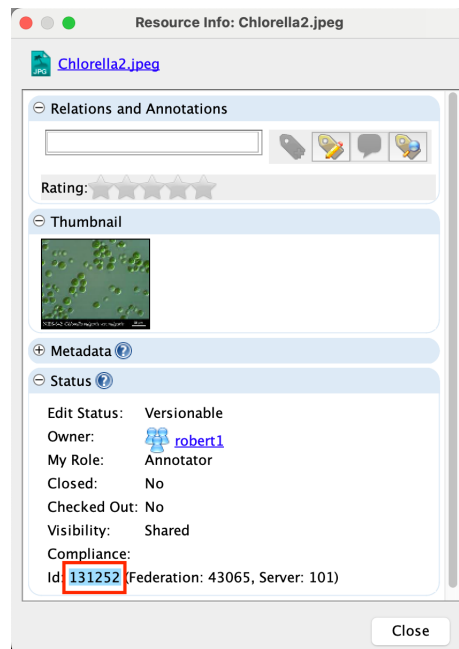 Resource Info: Chlorella2.jpeg
JPG
Chlorella2.jpeg
Relations and Annotations
Rating:
Thumbnail
Metadata
Status
Edit Status: Versionable
Owner: robert1
My Role: Annotator
Closed: No
Checked Out: No
Visibility: Shared
Compliance:
Id: 131252 (Federation: 43065, Server: 101)
Close